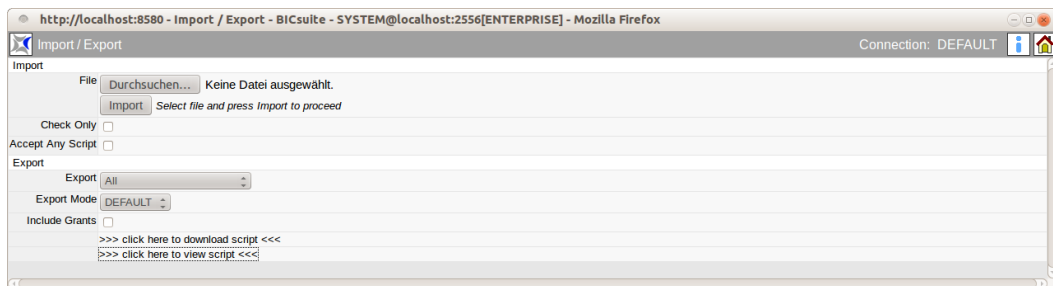 http://localhost:8580 - Import / Export - BICsuite - SYSTEM@localhost:2556[ENTERPRISE] - Mozilla Firefox
Import / Export Connection: DEFAULT i
Import
File Durchsuchen... Keine Datei ausgewählt.
Import Select file and press Import to proceed
Check Only
Accept Any Script
Export
Export All
Export Mode DEFAULT
Include Grants
>>> click here to download script <<<
>>> click here to view script <<<